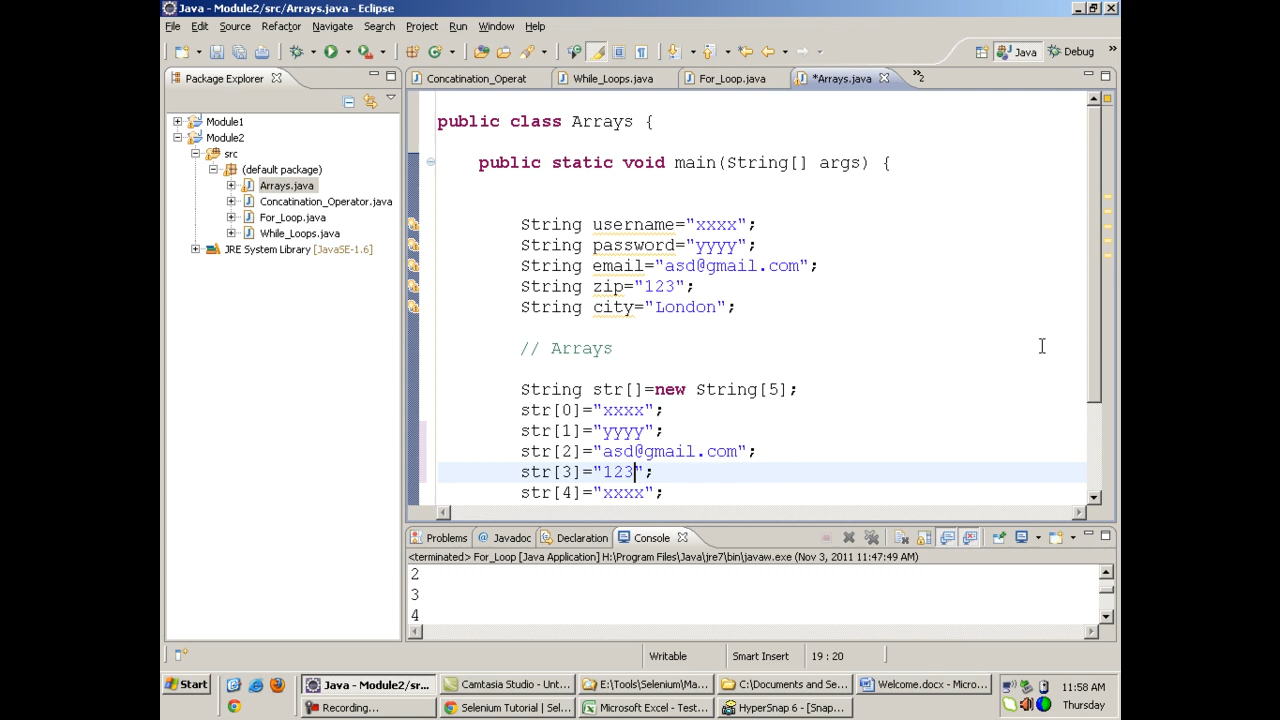 Java - Module2/src/Arrays.java - Eclipse
File Edit Source Refactor Navigate Search Project Run Window Help
Java Debug »
Package Explorer
Concatination_Operat While_Loops.java For_Loop.java *Arrays.java »2
Module1
Module2
src
(default package)
Arrays.java
Concatination_Operator.java
For_Loop.java
While_Loops.java
JRE System Library [JavaSE-1.6]
public class Arrays {
public static void main(String[] args) {
String username="xxxx";
String password="yyyy";
String email="asd@gmail.com";
String zip="123";
String city="London";
// Arrays
String str[]=new String[5];
str[0]="xxxx";
str[1]="yyyy";
str[2]="asd@gmail.com";
str[3]="123";
str[4]="xxxx";
Problems Javadoc Declaration Console
<terminated> For_Loop [Java Application] H:\Program Files\Java\jre7\bin\javaw.exe (Nov 3, 2011 11:47:49 AM)
2
3
4
Writable Smart Insert 19 : 20
Start Java - Module2/sr... Camtasia Studio - Unt... E:\Tools\Selenium\Ma... C:\Documents and Se... Welcome.docx - Micro... 11:58 AM
Recording... Selenium Tutorial | Sel... Microsoft Excel - Test... HyperSnap 6 - [Snap... Thursday